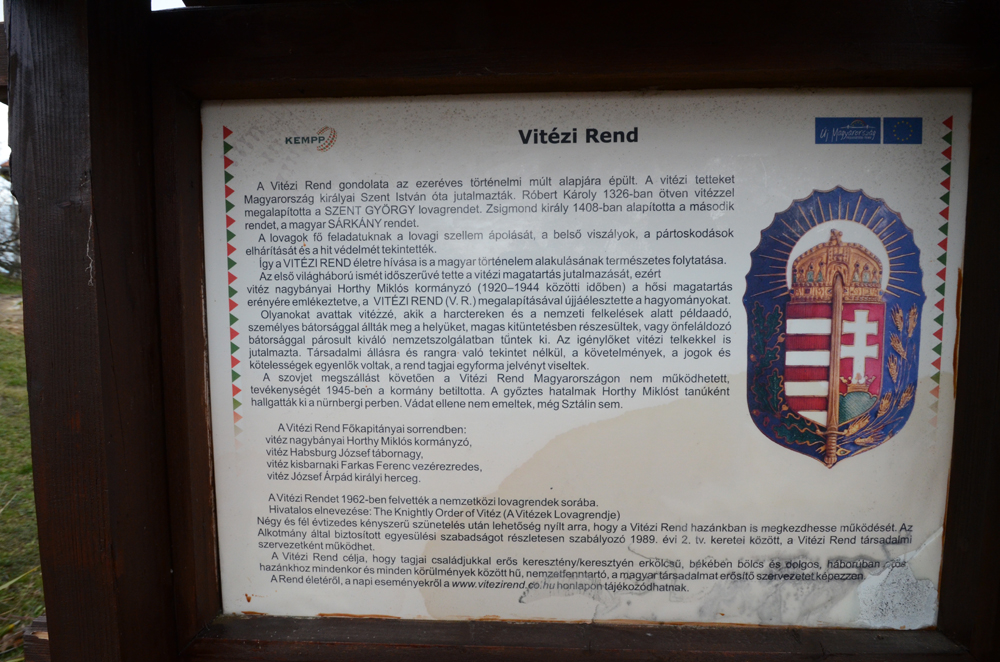 KEMPP
Vitézi Rend
Új Magyarország
A Vitézi Rend gondolata az ezeréves történelmi múlt alapjára épült. A vitézi tetteket
Magyarország királyai Szent István óta jutalmazták. Róbert Károly 1326-ban ötven vitézzel
megalapította a SZENT GYÖRGY lovagrendet. Zsigmond király 1408-ban alapította a második
rendet, a magyar SÁRKÁNY rendet.
A lovagok fő feladatuknak a lovagi szellem ápolását, a belső viszályok, a pártoskodások
elhárítását és a hit védelmét tekintették.
Így a VITÉZI REND életre hívása is a magyar történelem alakulásának természetes folytatása.
Az első világháború ismét időszerűvé tette a vitézi magatartás jutalmazását, ezért
vitéz nagybányai Horthy Miklós kormányzó (1920–1944 közötti időben) a hősi magatartás
erényére emlékeztetve, a VITÉZI REND (V. R.) megalapításával újjáélesztette a hagyományokat.
Olyanokat avattak vitézzé, akik a harctereken és a nemzeti felkelések alatt példaadó,
személyes bátorsággal állták meg a helyüket, magas kitüntetésben részesültek, vagy önfeláldozó
bátorsággal párosult kiváló nemzetszolgálatban tűntek ki. Az igénylőket vitézi telkekkel is
jutalmazta. Társadalmi állásra és rangra való tekintet nélkül, a követelmények, a jogok és
kötelességek egyenlők voltak, a rend tagjai egyforma jelvényt viseltek.
A szovjet megszállást követően a Vitézi Rend Magyarországon nem működhetett,
tevékenységét 1945-ben a kormány betiltotta. A győztes hatalmak Horthy Miklóst tanúként
hallgatták ki a nürnbergi perben. Vádat ellene nem emeltek, még Sztálin sem.
A Vitézi Rend Főkapitányai sorrendben:
vitéz nagybányai Horthy Miklós kormányzó,
vitéz Habsburg József tábornagy,
vitéz kisbarnaki Farkas Ferenc vezérezredes,
vitéz József Árpád királyi herceg.
A Vitézi Rendet 1962-ben felvették a nemzetközi lovagrendek sorába.
Hivatalos elnevezése: The Knightly Order of Vitéz (A Vitézek Lovagrendje)
Négy és fél évtizedes kényszerű szünetelés után lehetőség nyílt arra, hogy a Vitézi Rend hazánkban is megkezdhesse működését. Az
Alkotmány által biztosított egyesülési szabadságot részletesen szabályozó 1989. évi 2. tv. keretei között, a Vitézi Rend társadalmi
szervezetként működhet.
A Vitézi Rend célja, hogy tagjai családjukkal erős keresztény/keresztyén erkölcsű, békében bölcs és dolgos, háborúban
hazánkhoz mindenkor és minden körülmények között hű, nemzetfenntartó, a magyar társadalmat erősítő szervezetet képezzen.
A Rend életéről, a napi eseményekről a www.vitezirend.co.hu honlapon tájékozódhatnak.